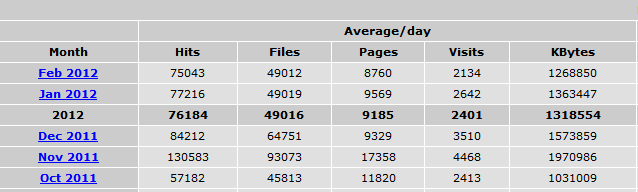 Average/day
Month Hits Files Pages Visits KBytes
Feb 2012 75043 49012 8760 2134 1268850
Jan 2012 77216 49019 9569 2642 1363447
2012 76184 49016 9185 2401 1318554
Dec 2011 84212 64751 9329 3510 1573859
Nov 2011 130583 93073 17358 4468 1970986
Oct 2011 57182 45813 11820 2413 1031009